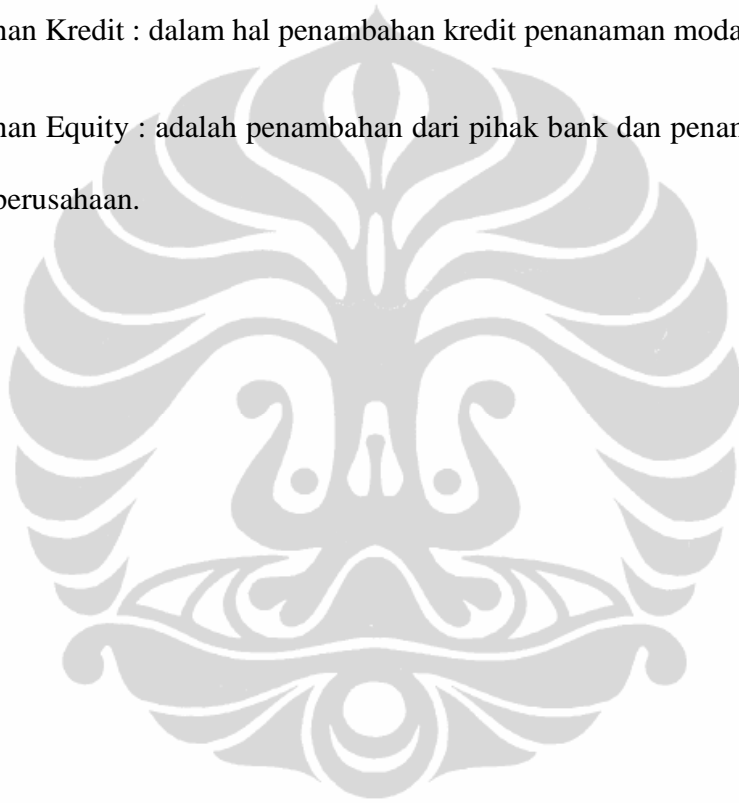 nan Kredit : dalam hal penambahan kredit penanaman moda
nan Equity : adalah penambahan dari pihak bank dan penan
perusahaan.